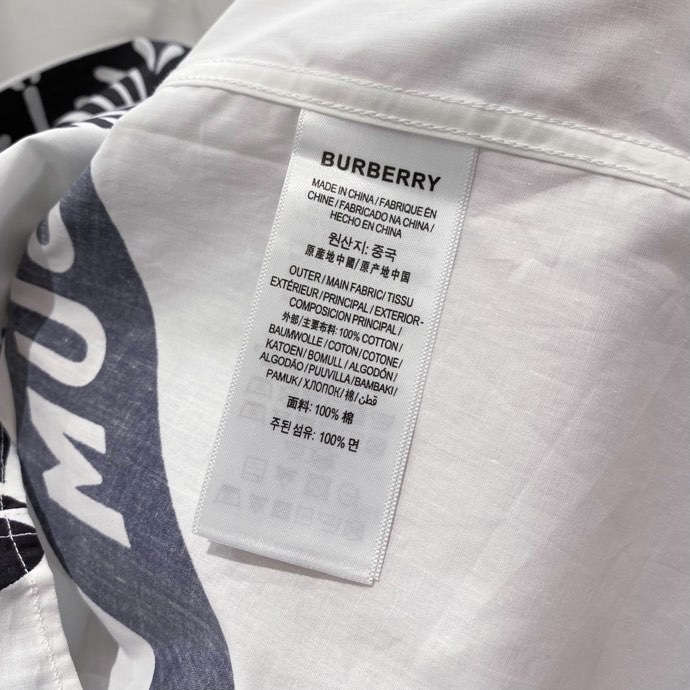 BURBERRY
MADE IN CHINA / FABRIQUE EN
CHINE / FABRICADO NA CHINA /
HECHO EN CHINA
원산지: 중국
原産地中國 / 原产地中国
OUTER / MAIN FABRIC / TISSU
EXTÉRIEUR / PRINCIPAL / EXTERIOR-
COMPOSICION PRINCIPAL /
外部 / 主要布料: 100% COTTON /
BAUMWOLLE / COTON / COTONE /
KATOEN / BOMULL / ALGODÓN /
ALGODÃO / PUUVILLA / BAMBAKI /
PAMUK / ХЛОПОК / 棉 / قطن
面料: 100% 棉
주된 섬유: 100% 면